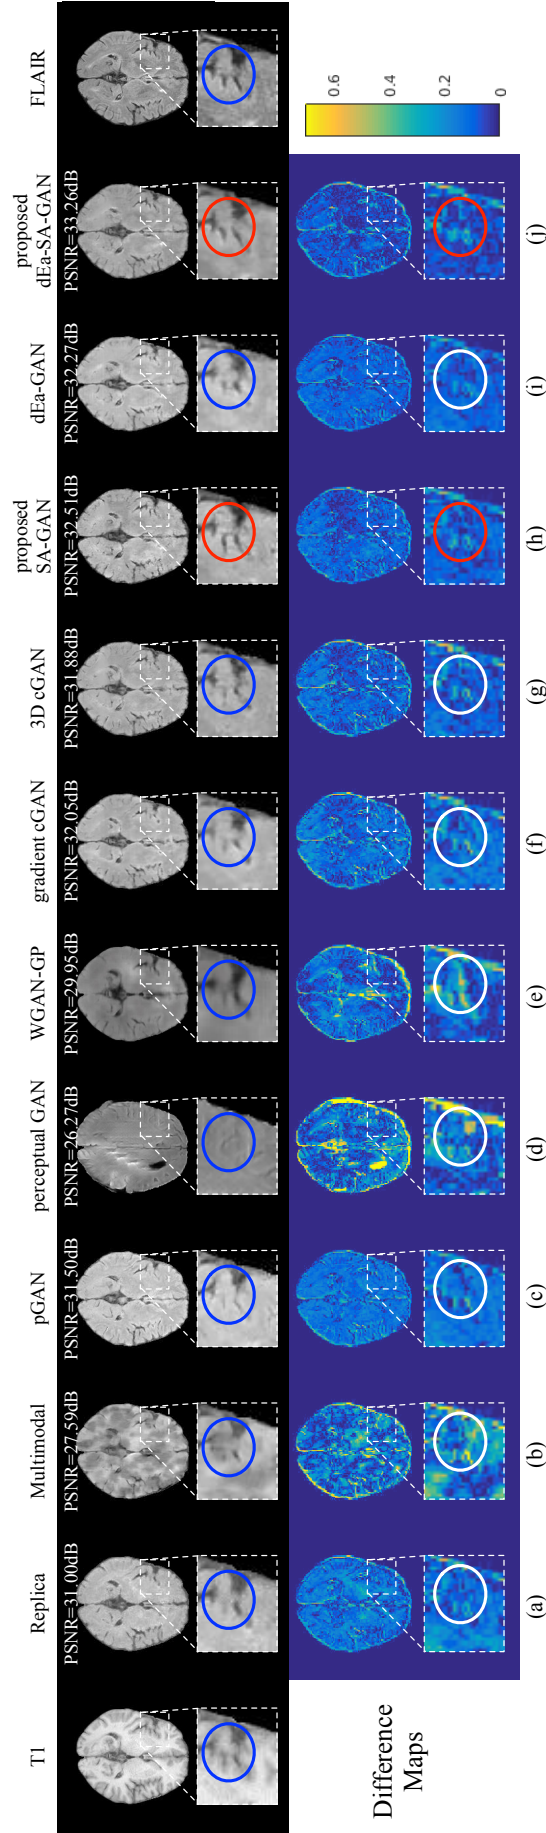 T1
Replica
PSNR=31.00dB
Multimodal
PSNR=27.59dB
pGAN
PSNR=31.50dB
perceptual GAN
PSNR=26.27dB
WGAN-GP
PSNR=29.95dB
gradient cGAN
PSNR=32.05dB
3D cGAN
PSNR=31.88dB
proposed
SA-GAN
PSNR=32.51dB
dEa-GAN
PSNR=32.27dB
proposed
dEa-SA-GAN
PSNR=33.26dB
FLAIR
Difference
Maps
0.6
0.4
0.2
0
(a)
(b)
(c)
(d)
(e)
(f)
(g)
(h)
(i)
(j)